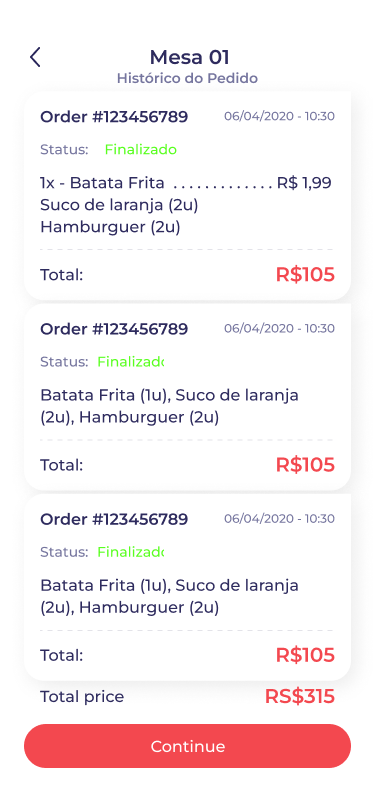 Mesa 01
Histórico do Pedido
Order #123456789 06/04/2020 - 10:30
Status: Finalizado
1x - Batata Frita . . . . . . . . . . . . . R$ 1,99
Suco de laranja (2u)
Hamburguer (2u)
Total: R$105
Order #123456789 06/04/2020 - 10:30
Status: Finalizad
Batata Frita (1u), Suco de laranja
(2u), Hamburguer (2u)
Total: R$105
Order #123456789 06/04/2020 - 10:30
Status: Finalizad
Batata Frita (1u), Suco de laranja
(2u), Hamburguer (2u)
Total: R$105
Total price RS$315
Continue